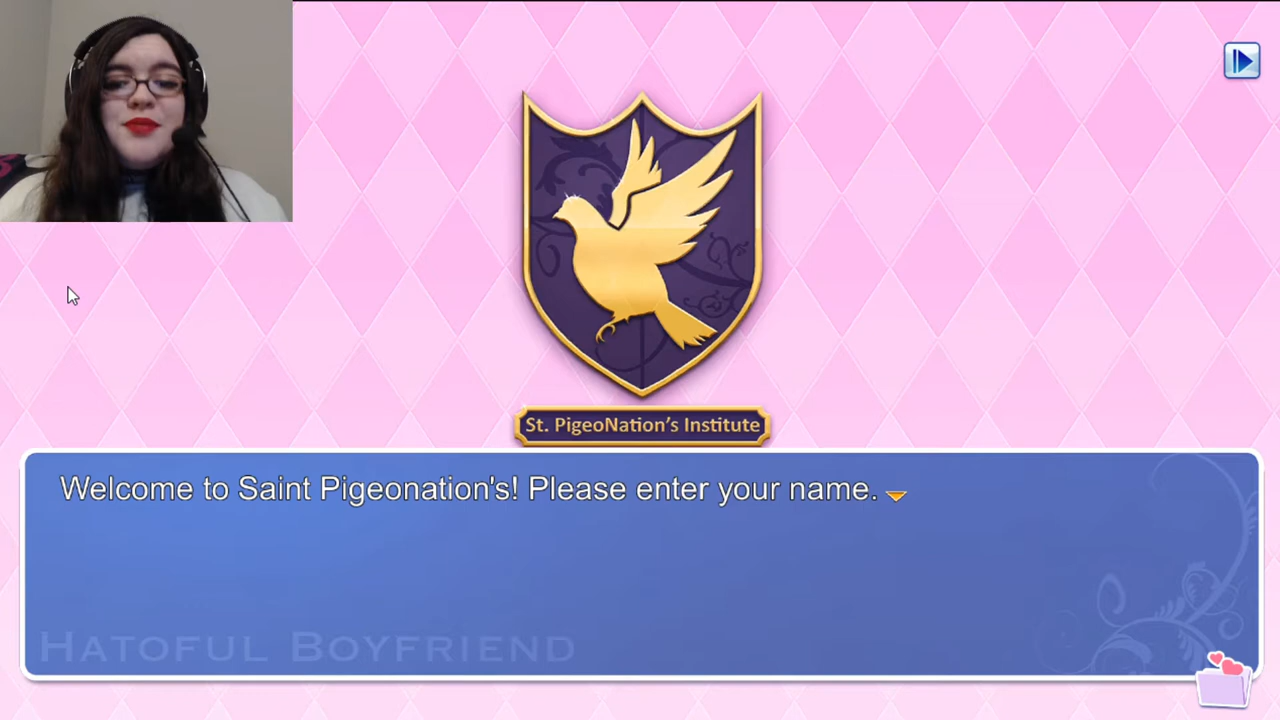 St. PigeoNation's Institute
Welcome to Saint Pigeonation's! Please enter your name.
HATOFUL BOYFRIEND